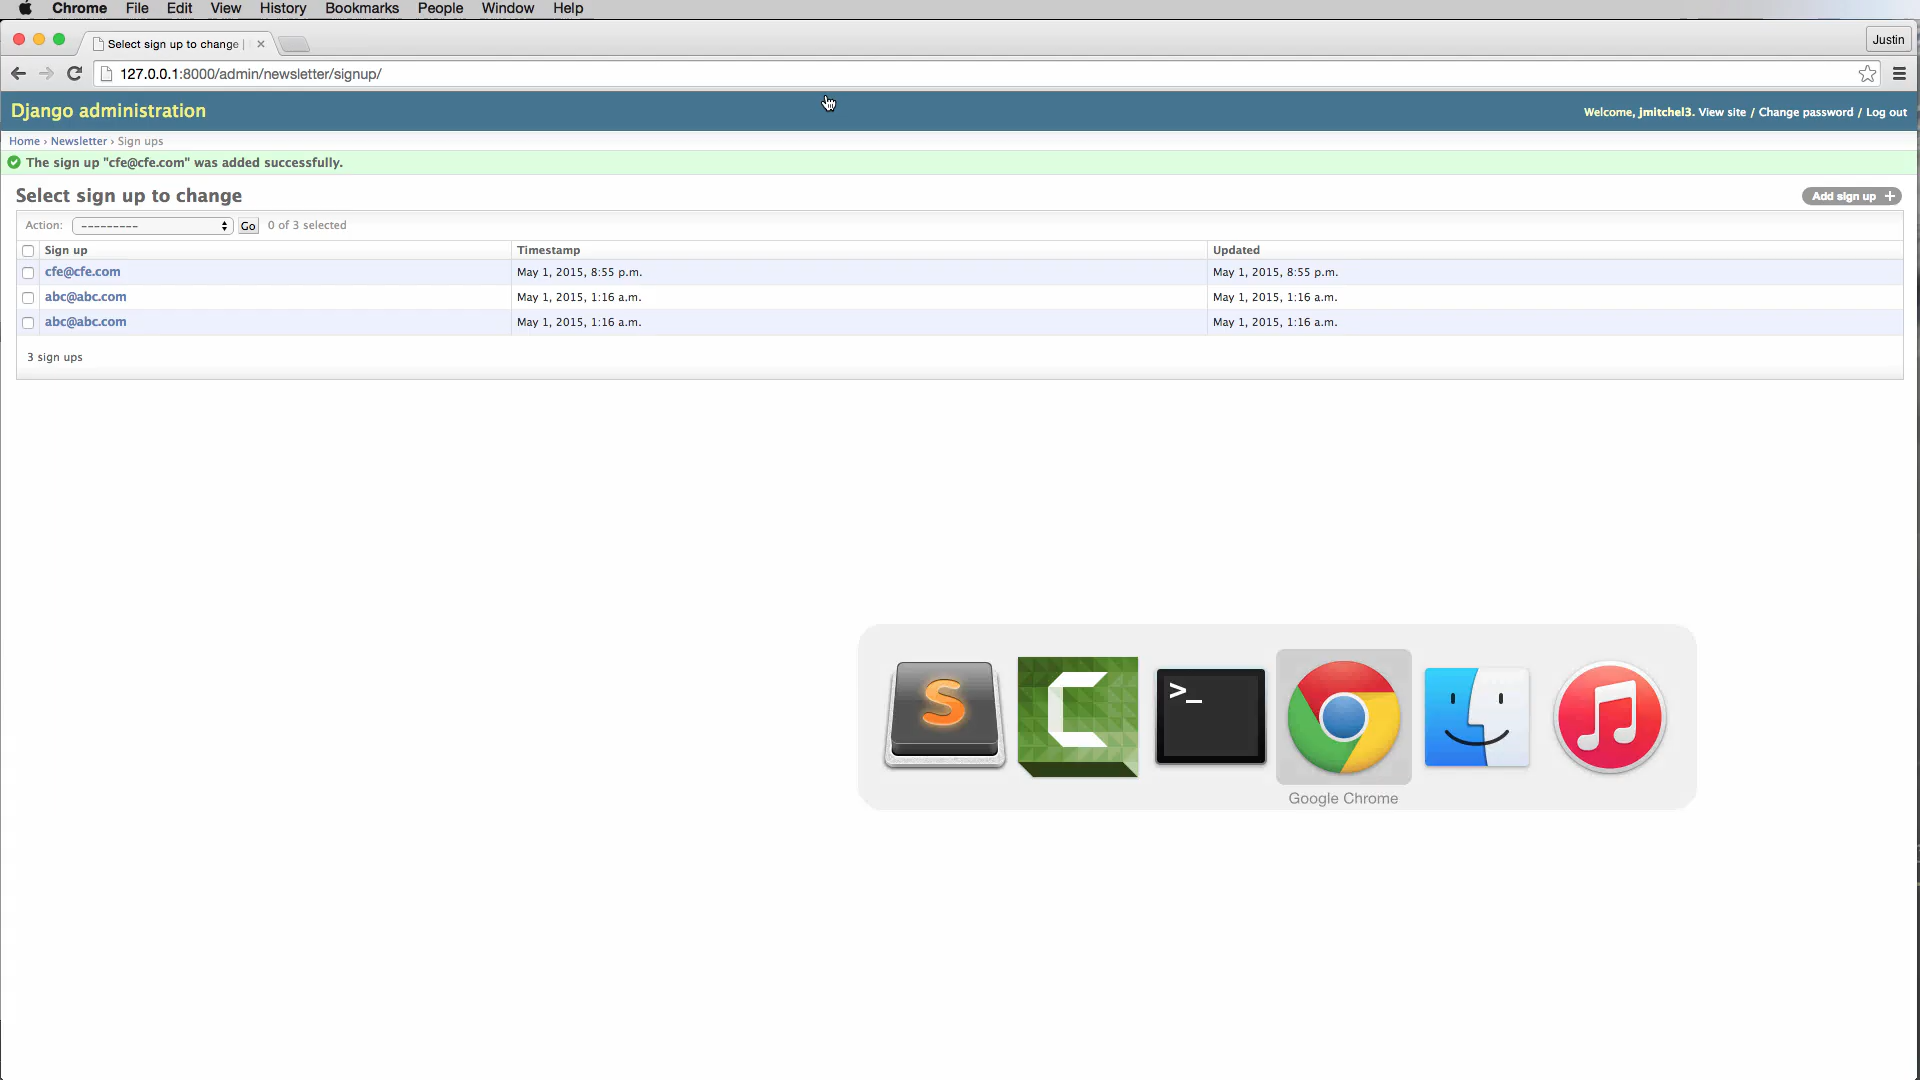 Chrome File Edit View History Bookmarks People Window Help
Select sign up to change |
Justin
127.0.0.1:8000/admin/newsletter/signup/
Django administration
Welcome, jmitchel3. View site / Change password / Log out
Home › Newsletter › Sign ups
The sign up "cfe@cfe.com" was added successfully.
Select sign up to change
Add sign up +
Action: --------- Go 0 of 3 selected
Sign up Timestamp Updated
cfe@cfe.com May 1, 2015, 8:55 p.m. May 1, 2015, 8:55 p.m.
abc@abc.com May 1, 2015, 1:16 a.m. May 1, 2015, 1:16 a.m.
abc@abc.com May 1, 2015, 1:16 a.m. May 1, 2015, 1:16 a.m.
3 sign ups
S
C
>_
Google Chrome